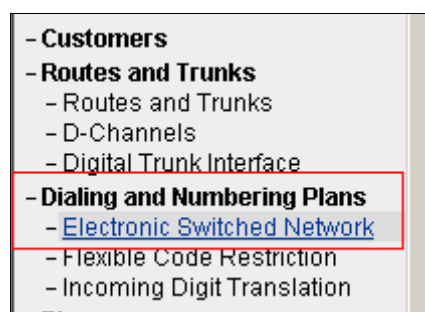 – Customers
– Routes and Trunks
– Routes and Trunks
– D-Channels
– Digital Trunk Interface
– Dialing and Numbering Plans
– Electronic Switched Network
– Flexible Code Restriction
– Incoming Digit Translation